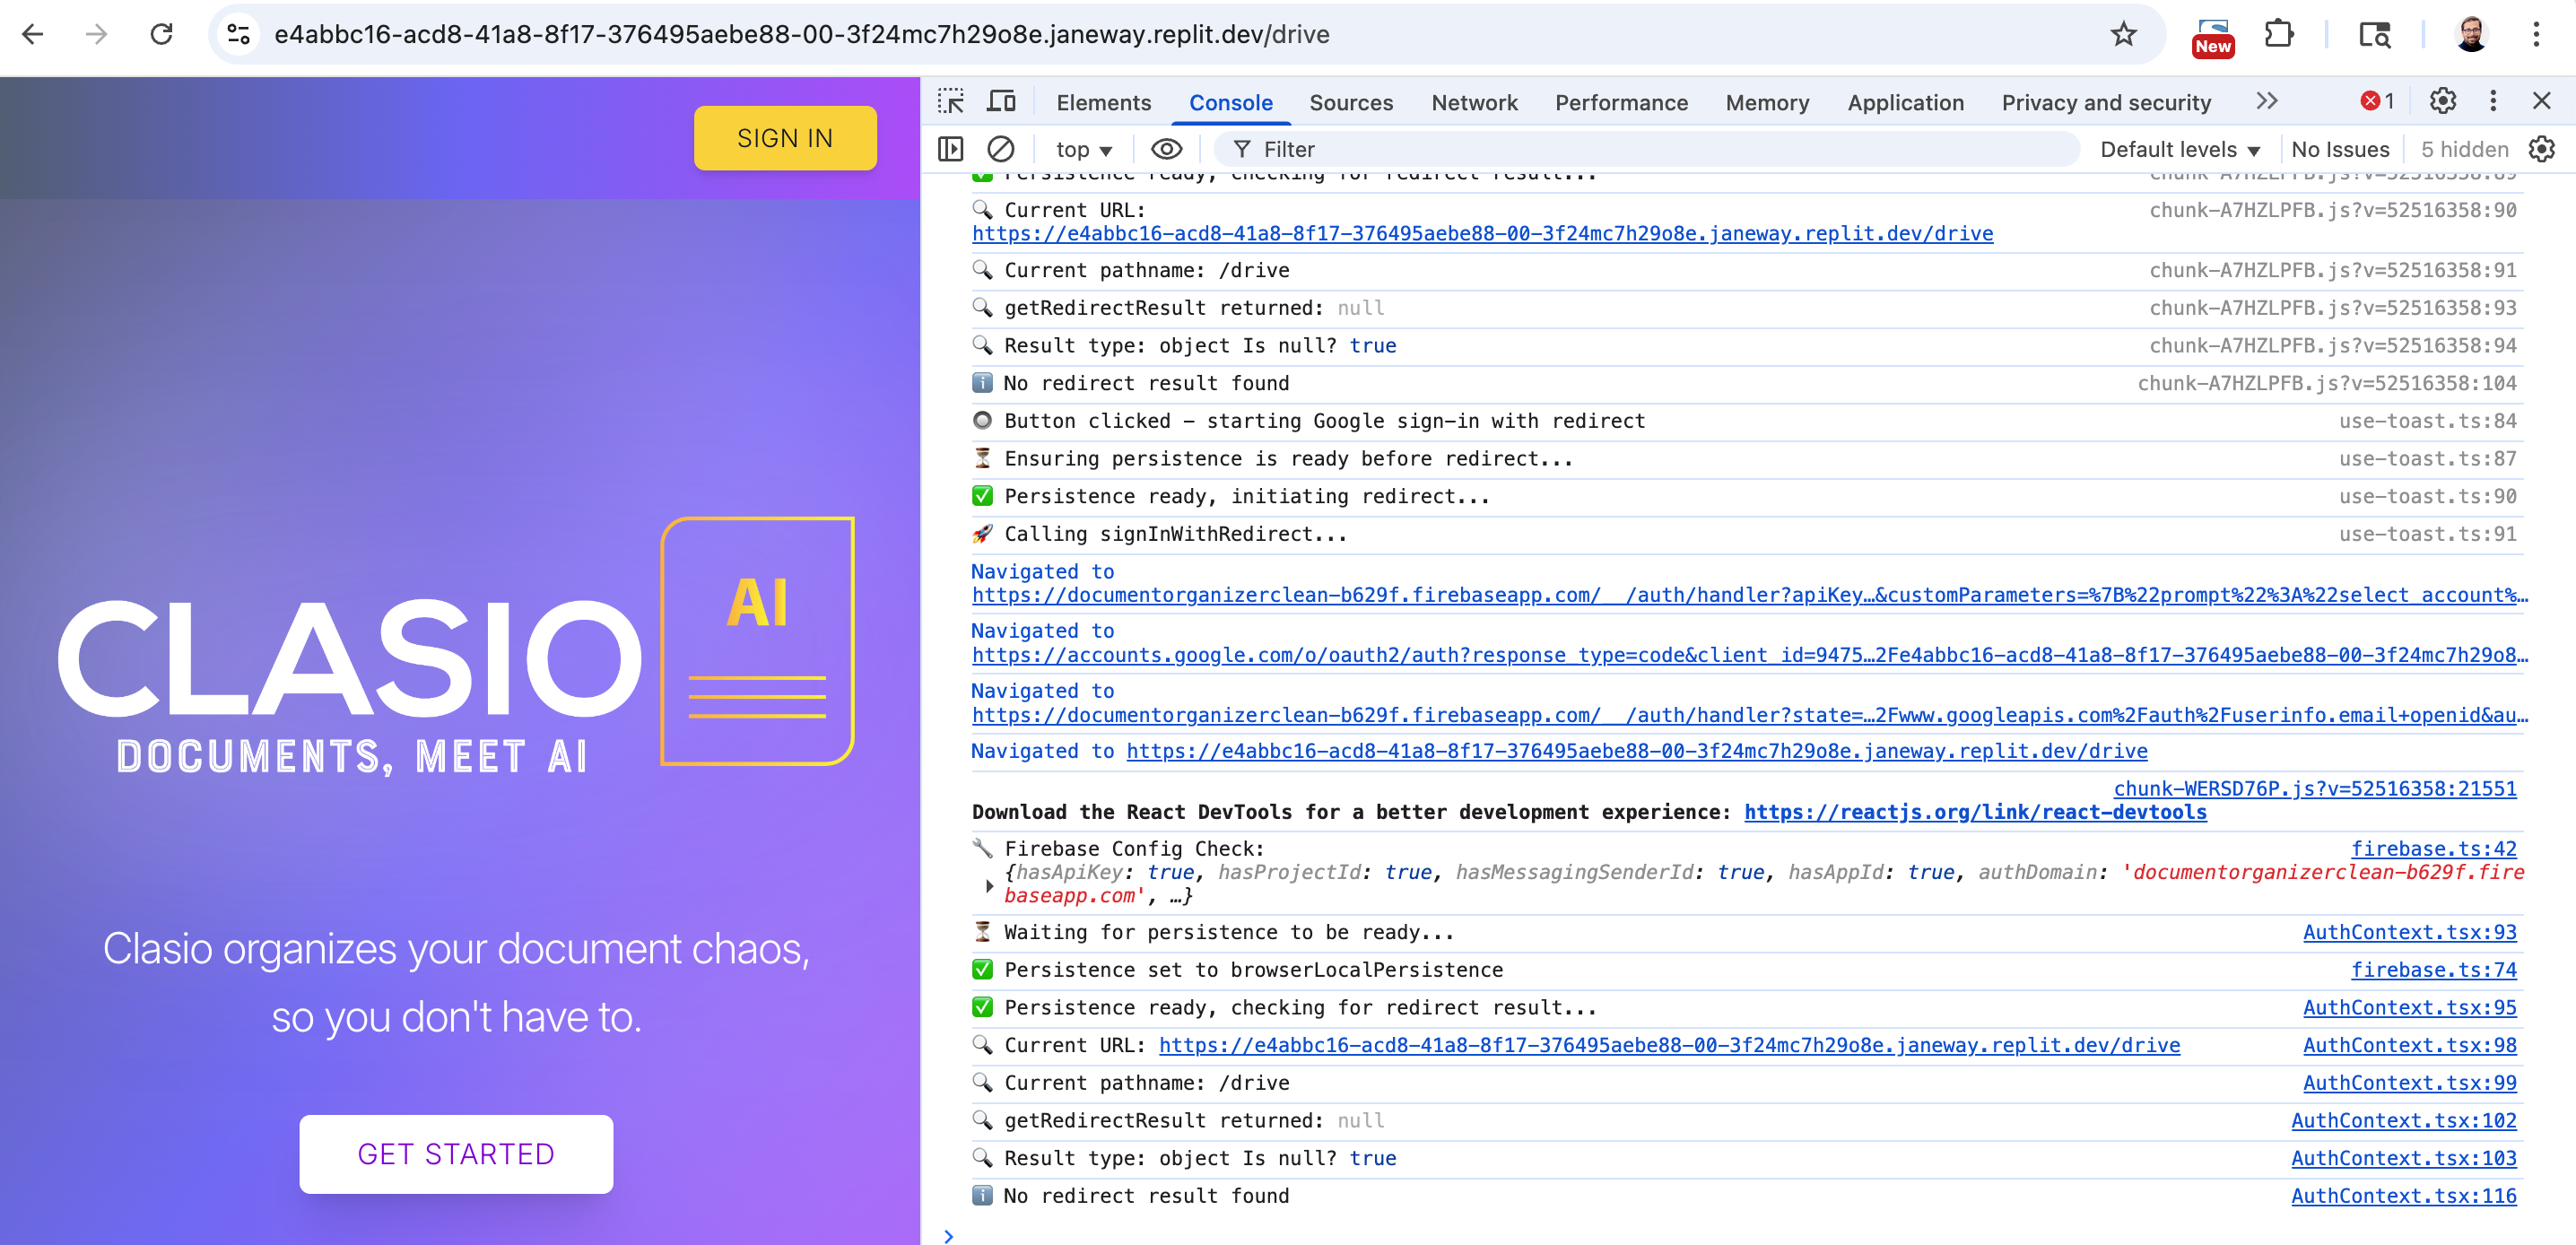 e4abbc16-acd8-41a8-8f17-376495aebe88-00-3f24mc7h29o8e.janeway.replit.dev/drive
New
SIGN IN
AI
CLASIO
DOCUMENTS, MEET AI
Clasio organizes your document chaos,
so you don't have to.
GET STARTED
Elements Console Sources Network Performance Memory Application Privacy and security 1
top Filter Default levels No Issues 5 hidden
Persistence ready, checking for redirect result... chunk-A7HZLPFB.js?v=52516358:89
Current URL: chunk-A7HZLPFB.js?v=52516358:90
https://e4abbc16-acd8-41a8-8f17-376495aebe88-00-3f24mc7h29o8e.janeway.replit.dev/drive
Current pathname: /drive chunk-A7HZLPFB.js?v=52516358:91
getRedirectResult returned: null chunk-A7HZLPFB.js?v=52516358:93
Result type: object Is null? true chunk-A7HZLPFB.js?v=52516358:94
No redirect result found chunk-A7HZLPFB.js?v=52516358:104
Button clicked - starting Google sign-in with redirect use-toast.ts:84
Ensuring persistence is ready before redirect... use-toast.ts:87
Persistence ready, initiating redirect... use-toast.ts:90
Calling signInWithRedirect... use-toast.ts:91
Navigated to
https://documentorganizerclean-b629f.firebaseapp.com/__/auth/handler?apiKey…&customParameters=%7B%22prompt%22%3A%22select_account%…
Navigated to
https://accounts.google.com/o/oauth2/auth?response_type=code&client_id=9475…2Fe4abbc16-acd8-41a8-8f17-376495aebe88-00-3f24mc7h29o8…
Navigated to
https://documentorganizerclean-b629f.firebaseapp.com/__/auth/handler?state=…2Fwww.googleapis.com%2Fauth%2Fuserinfo.email+openid&au…
Navigated to https://e4abbc16-acd8-41a8-8f17-376495aebe88-00-3f24mc7h29o8e.janeway.replit.dev/drive
chunk-WERSD76P.js?v=52516358:21551
Download the React DevTools for a better development experience: https://reactjs.org/link/react-devtools
Firebase Config Check: firebase.ts:42
{hasApiKey: true, hasProjectId: true, hasMessagingSenderId: true, hasAppId: true, authDomain: 'documentorganizerclean-b629f.fire
baseapp.com', …}
Waiting for persistence to be ready... AuthContext.tsx:93
Persistence set to browserLocalPersistence firebase.ts:74
Persistence ready, checking for redirect result... AuthContext.tsx:95
Current URL: https://e4abbc16-acd8-41a8-8f17-376495aebe88-00-3f24mc7h29o8e.janeway.replit.dev/drive AuthContext.tsx:98
Current pathname: /drive AuthContext.tsx:99
getRedirectResult returned: null AuthContext.tsx:102
Result type: object Is null? true AuthContext.tsx:103
No redirect result found AuthContext.tsx:116